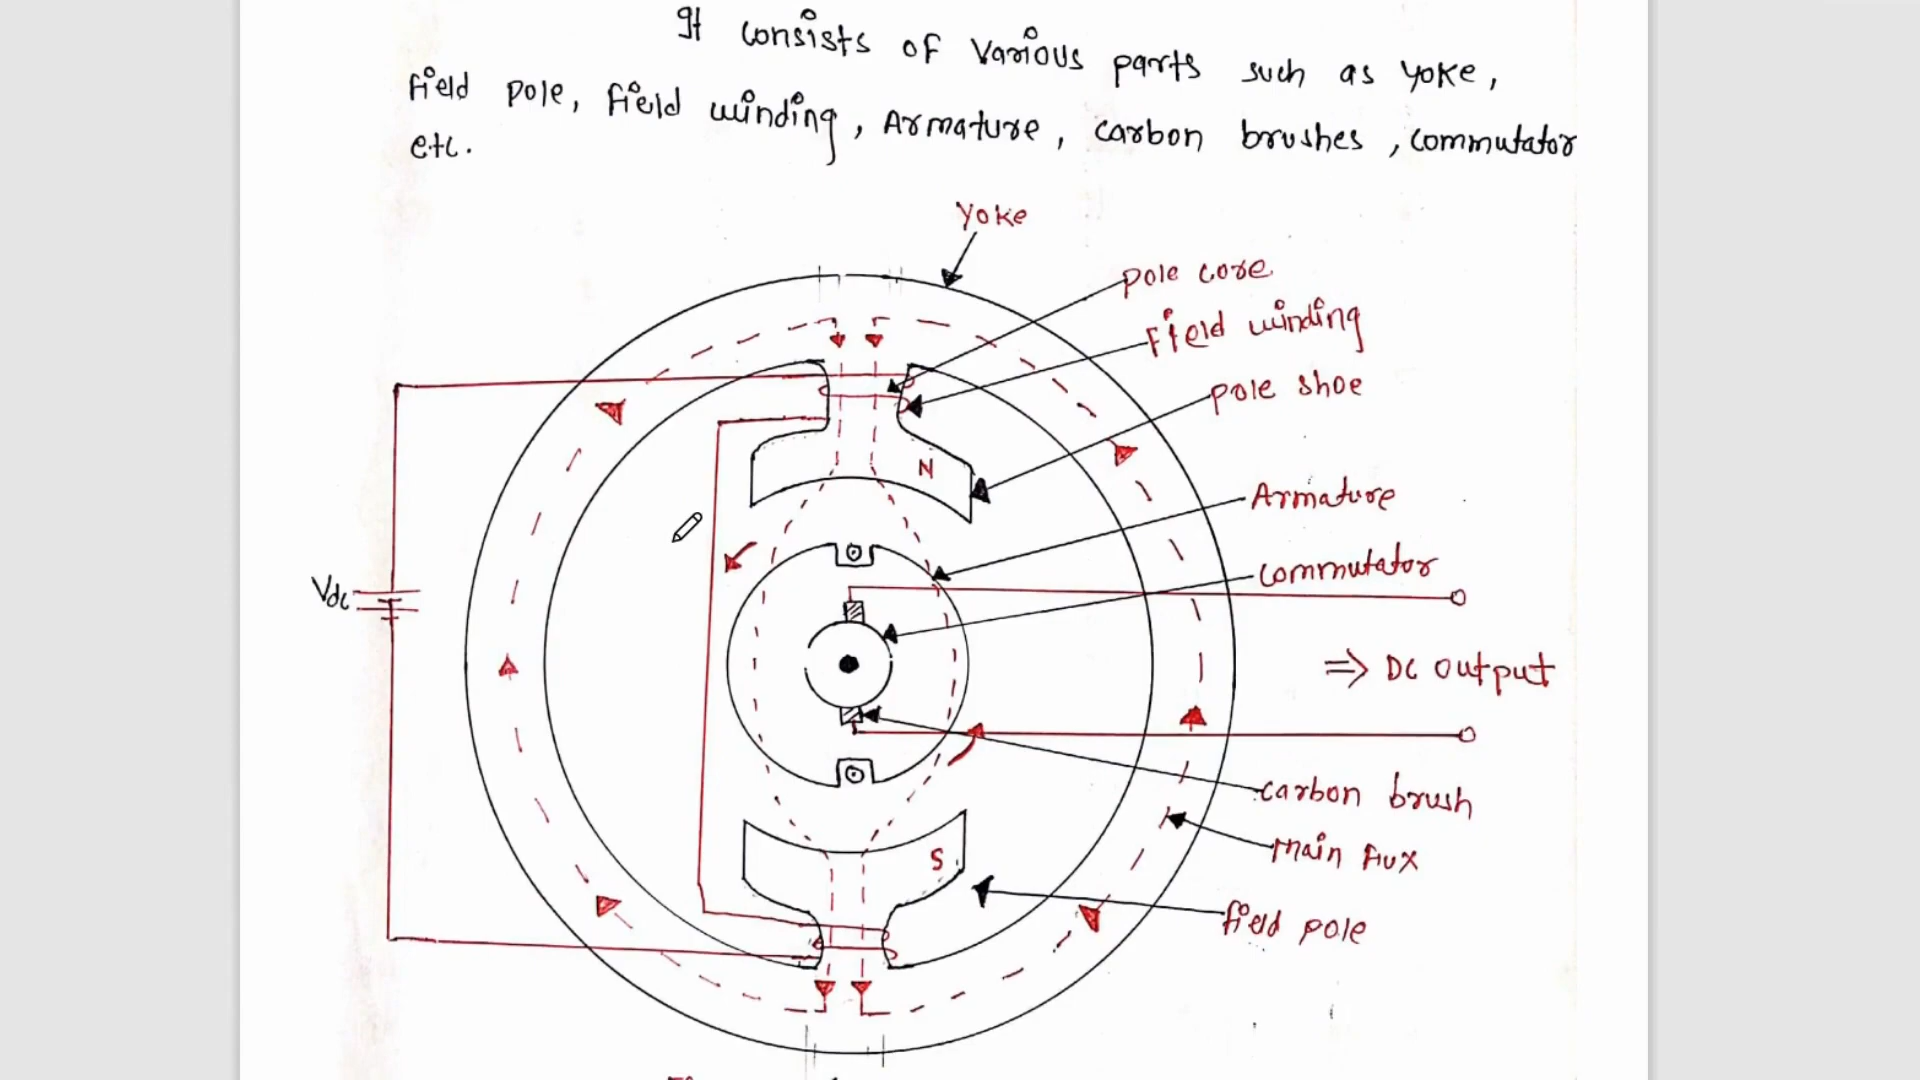 It consists of various parts such as yoke,
field pole, field winding, Armature, carbon brushes, commutator
etc.
Yoke
pole core
Field winding
pole shoe
N
Armature
commutator
Vdc
⇒ DC output
carbon brush
Main flux
S
field pole